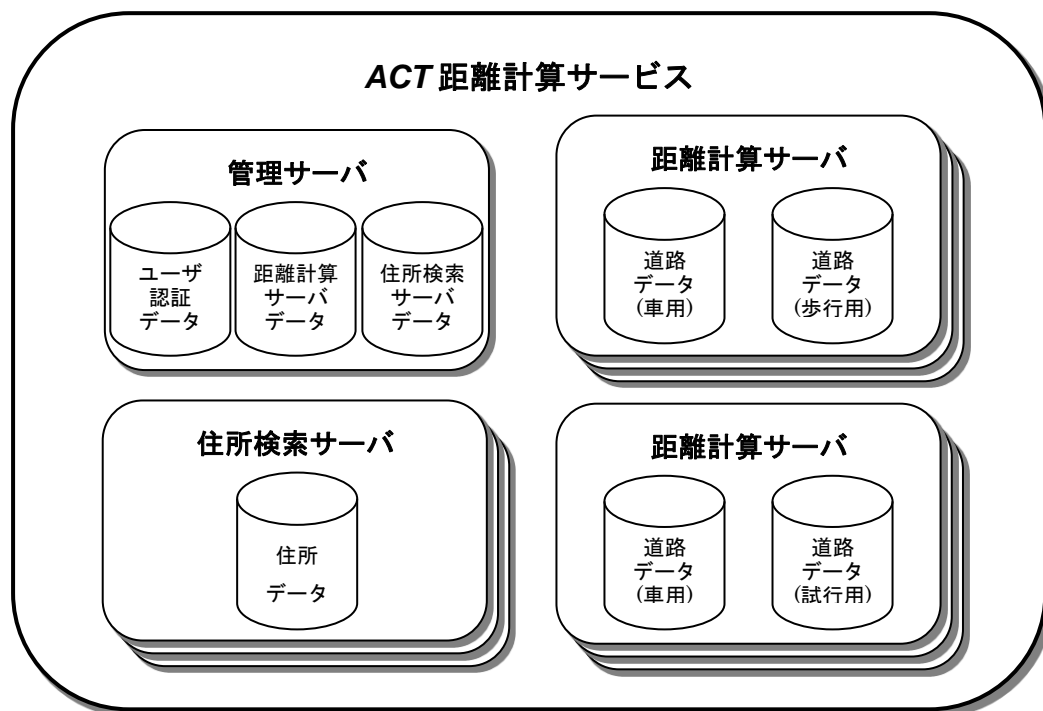 ACT 距離計算サービス
管理サーバ
ユーザ
認証
データ
距離計算
サーバ
データ
住所検索
サーバ
データ
距離計算サーバ
道路
データ
(車用)
道路
データ
(歩行用)
住所検索サーバ
住所
データ
距離計算サーバ
道路
データ
(車用)
道路
データ
(試行用)